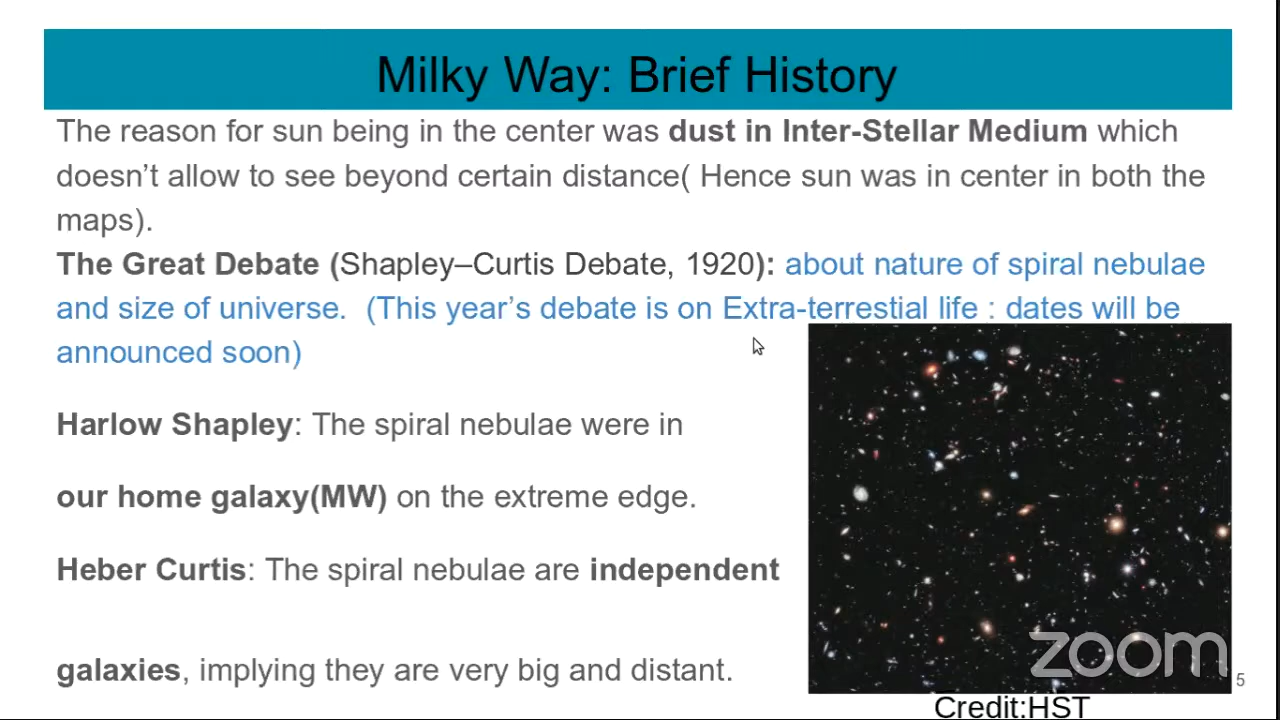 Milky Way: Brief History
The reason for sun being in the center was dust in Inter-Stellar Medium which
doesn’t allow to see beyond certain distance( Hence sun was in center in both the
maps).
The Great Debate (Shapley–Curtis Debate, 1920): about nature of spiral nebulae
and size of universe. (This year’s debate is on Extra-terrestial life : dates will be
announced soon)
Harlow Shapley: The spiral nebulae were in
our home galaxy(MW) on the extreme edge.
Heber Curtis: The spiral nebulae are independent
galaxies, implying they are very big and distant.
zoom
5
Credit:HST